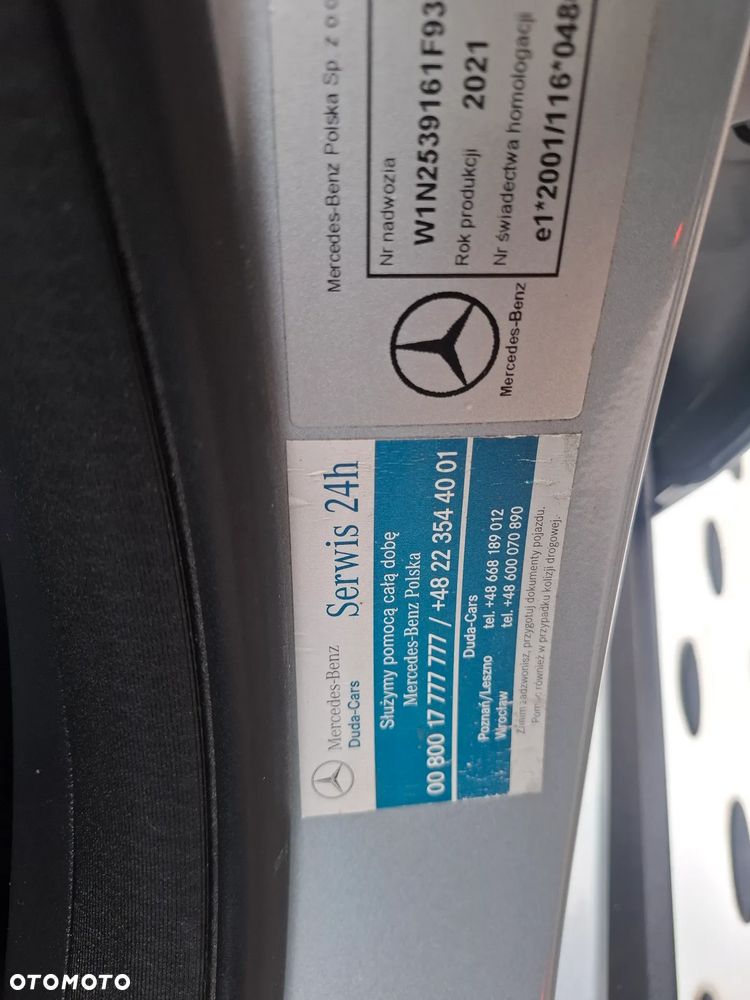 Mercedes-Benz Polska Sp. z o.o
Nr nadwozia
W1N2539161F93
Rok produkcji 2021
Nr świadectwa homologacji
e1*2001/116*048
Mercedes-Benz
Mercedes-Benz Serwis 24h
Duda-Cars
Służymy pomocą całą dobę
Mercedes-Benz Polska
00 800 17 777 777 / +48 22 354 40 01
Duda-Cars
Poznań/Leszno tel. +48 668 189 012
Wrocław tel. +48 600 070 890
Zanim zadzwonisz, przygotuj dokumenty pojazdu.
Pomoc również w przypadku kolizji drogowej.
OTOMOTO